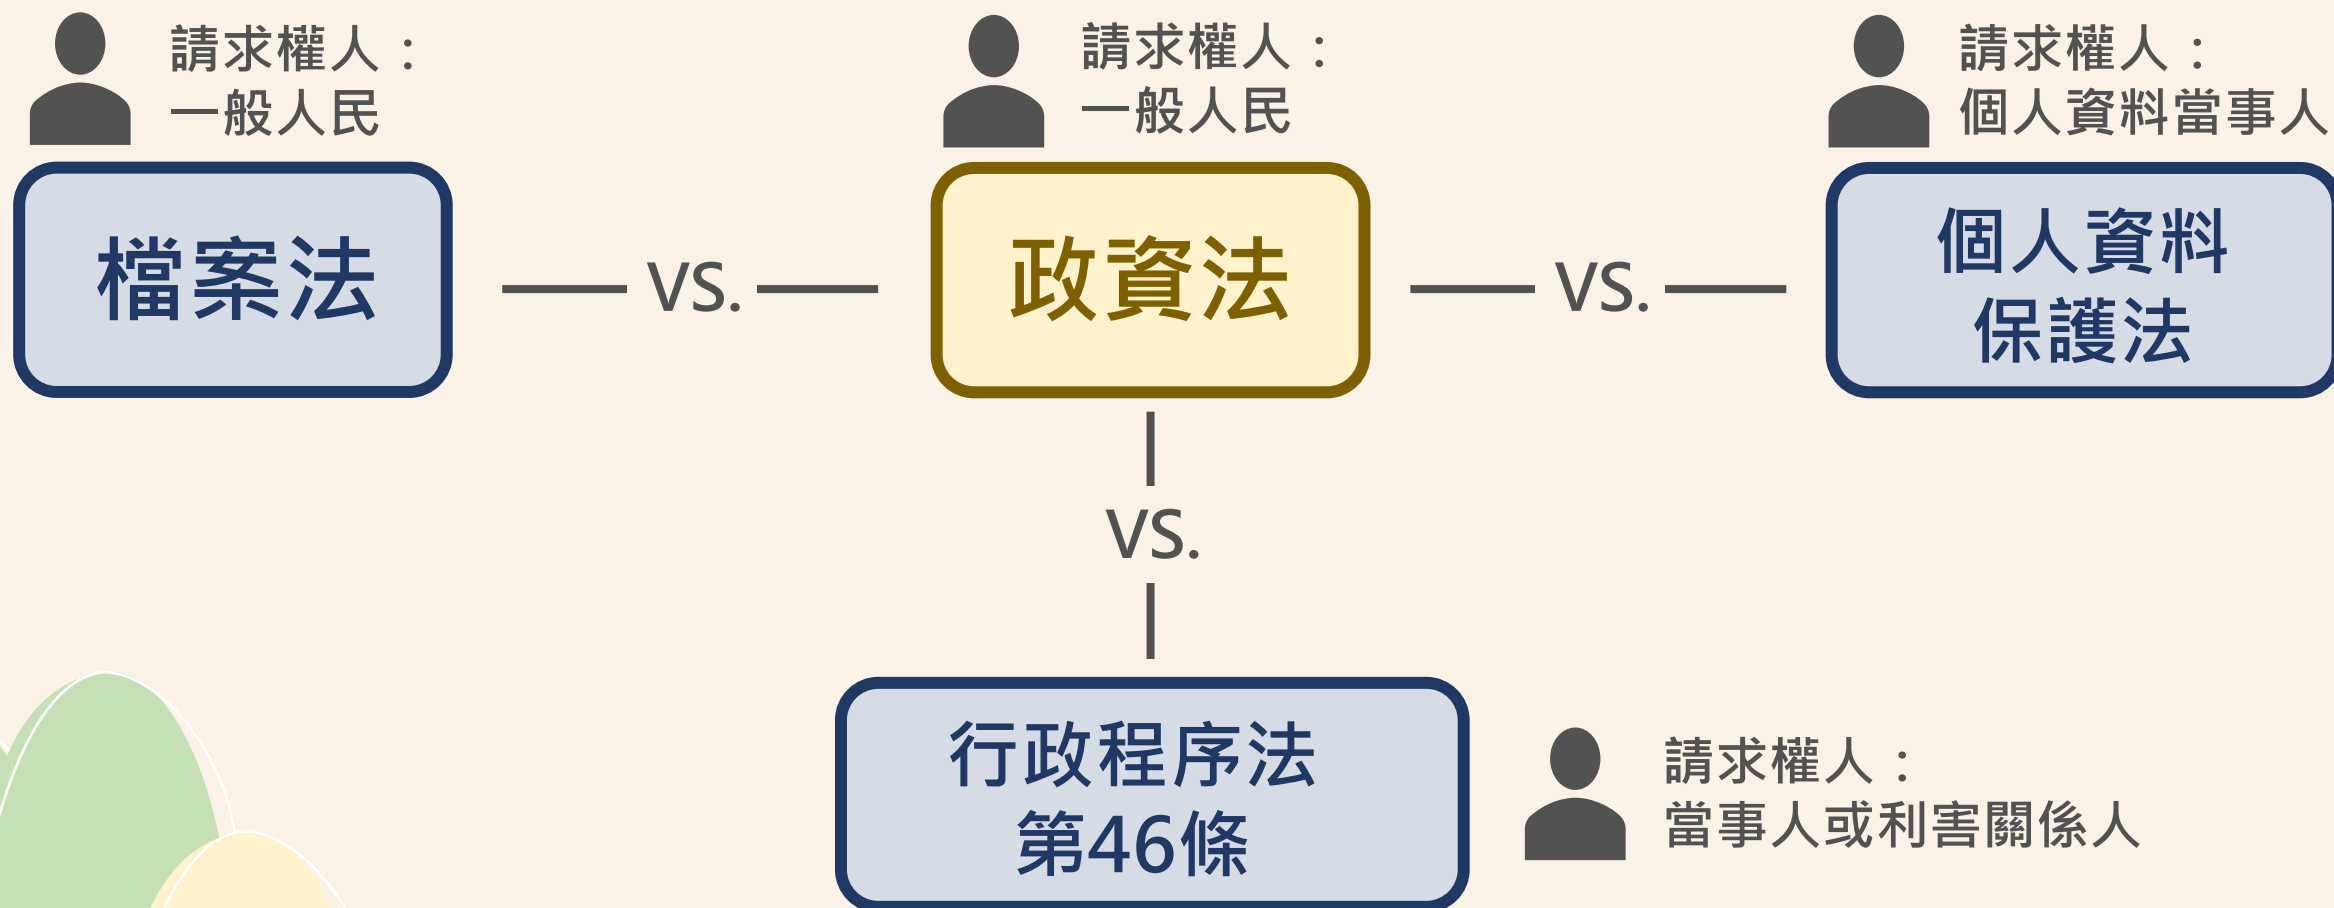 請求權人：
一般人民
請求權人：
一般人民
請求權人：
個人資料當事人
檔案法
VS.
政資法
VS.
個人資料
保護法
VS.
行政程序法
第46條
請求權人：
當事人或利害關係人